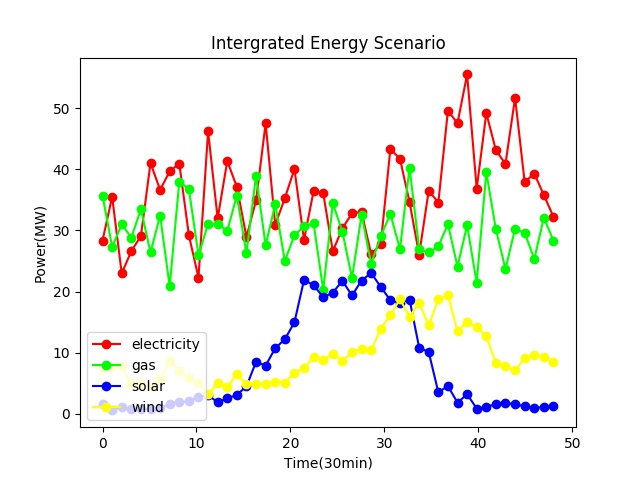 Intergrated Energy Scenario
Power(MW)
50
40
30
20
10
0
electricity
gas
solar
wind
0 10 20 30 40 50
Time(30min)